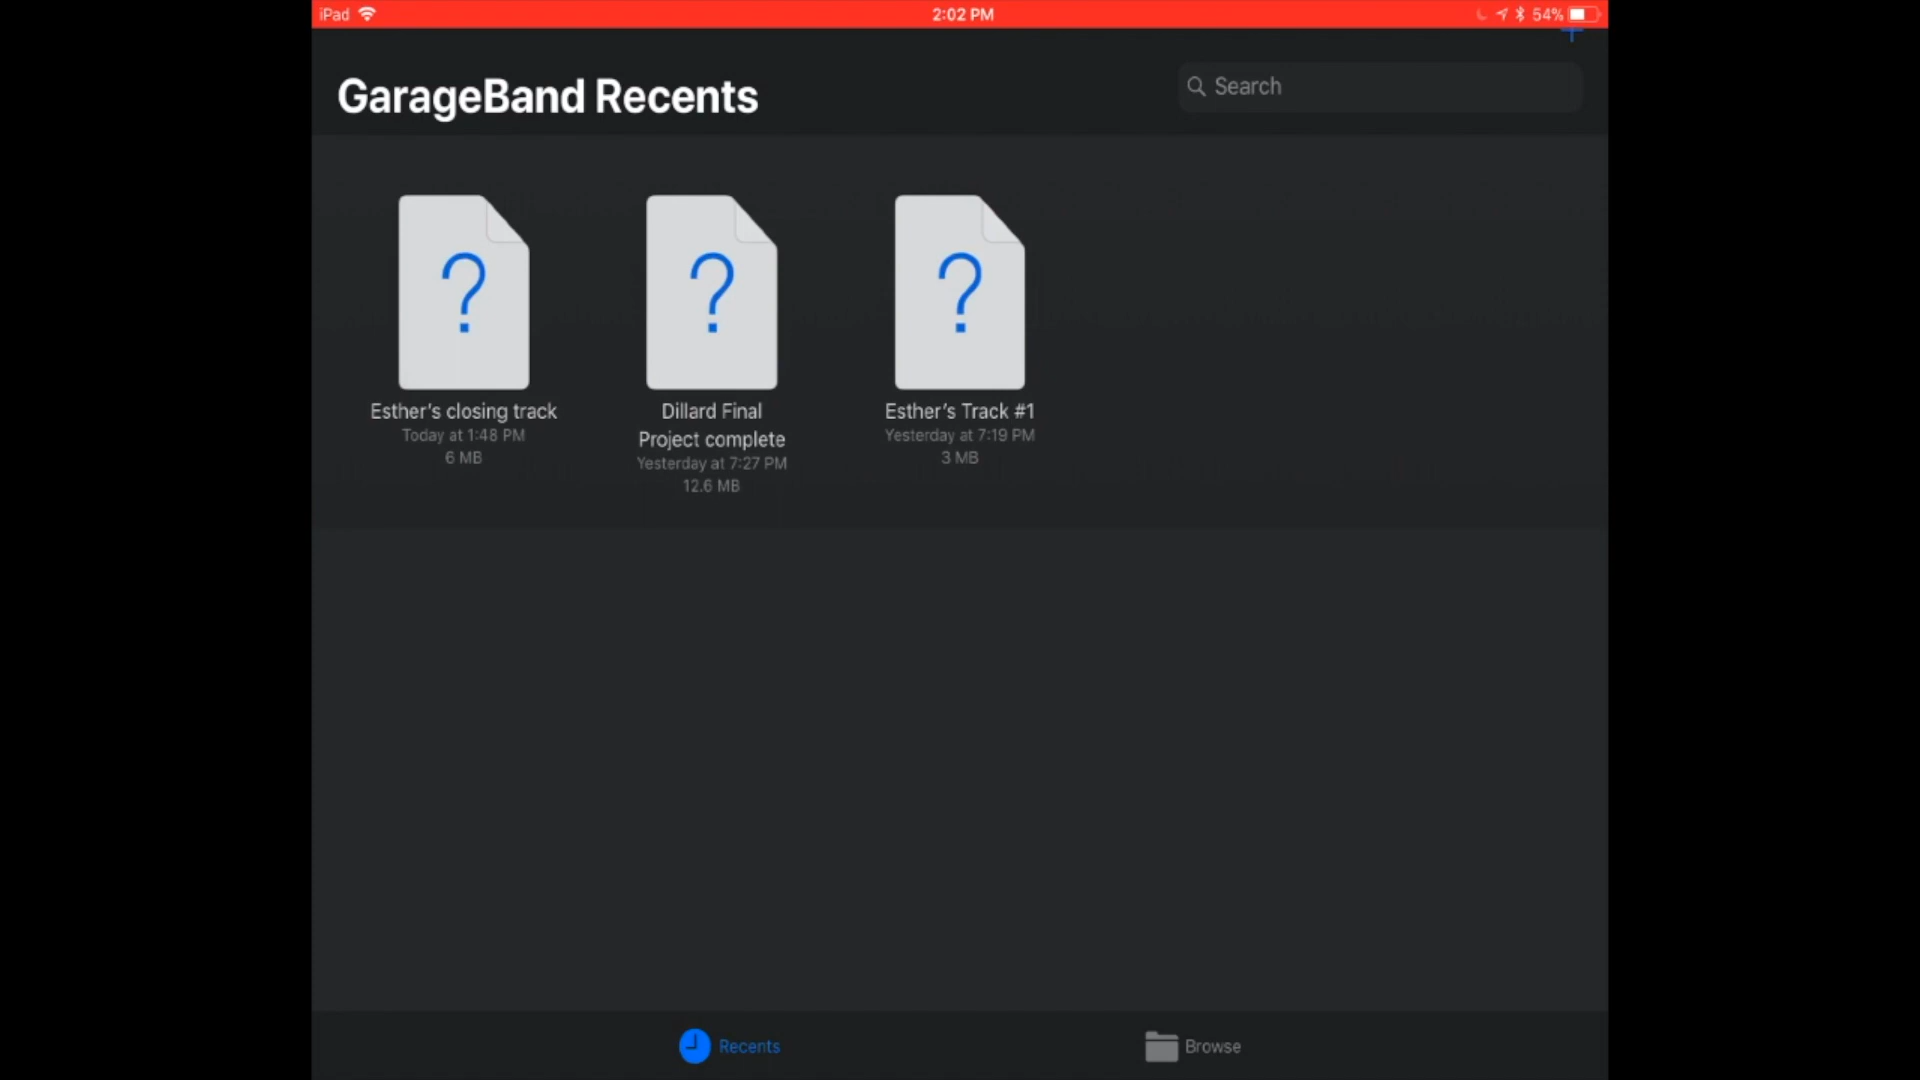 iPad 2:02 PM 54%
GarageBand Recents
Search
? ? ?
Esther's closing track
Today at 1:48 PM
6 MB
Dillard Final
Project complete
Yesterday at 7:27 PM
12.6 MB
Esther's Track #1
Yesterday at 7:19 PM
3 MB
Recents
Browse